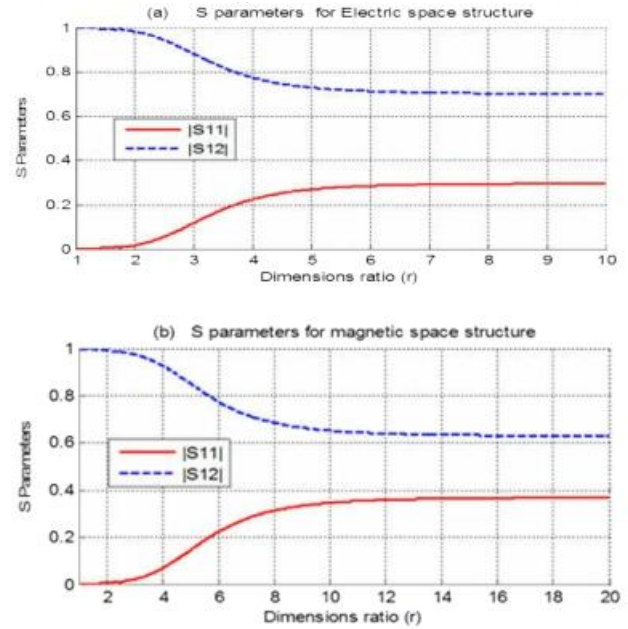 (a) S parameters for Electric space structure
1
0.8
0.6
0.4
0.2
0
S Parameters
|S11|
|S12|
1 2 3 4 5 6 7 8 9 10
Dimensions ratio (r)
(b) S parameters for magnetic space structure
1
0.8
0.6
0.4
0.2
0
S Parameters
|S11|
|S12|
2 4 6 8 10 12 14 16 18 20
Dimensions ratio (r)